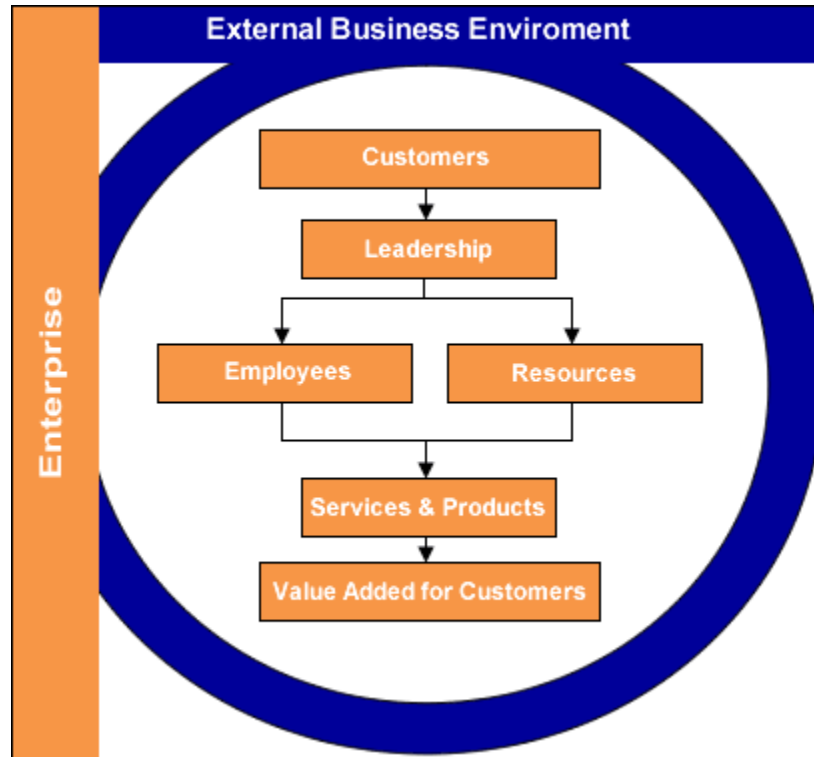 External Business Enviroment
Enterprise
Customers
Leadership
Employees
Resources
Services & Products
Value Added for Customers